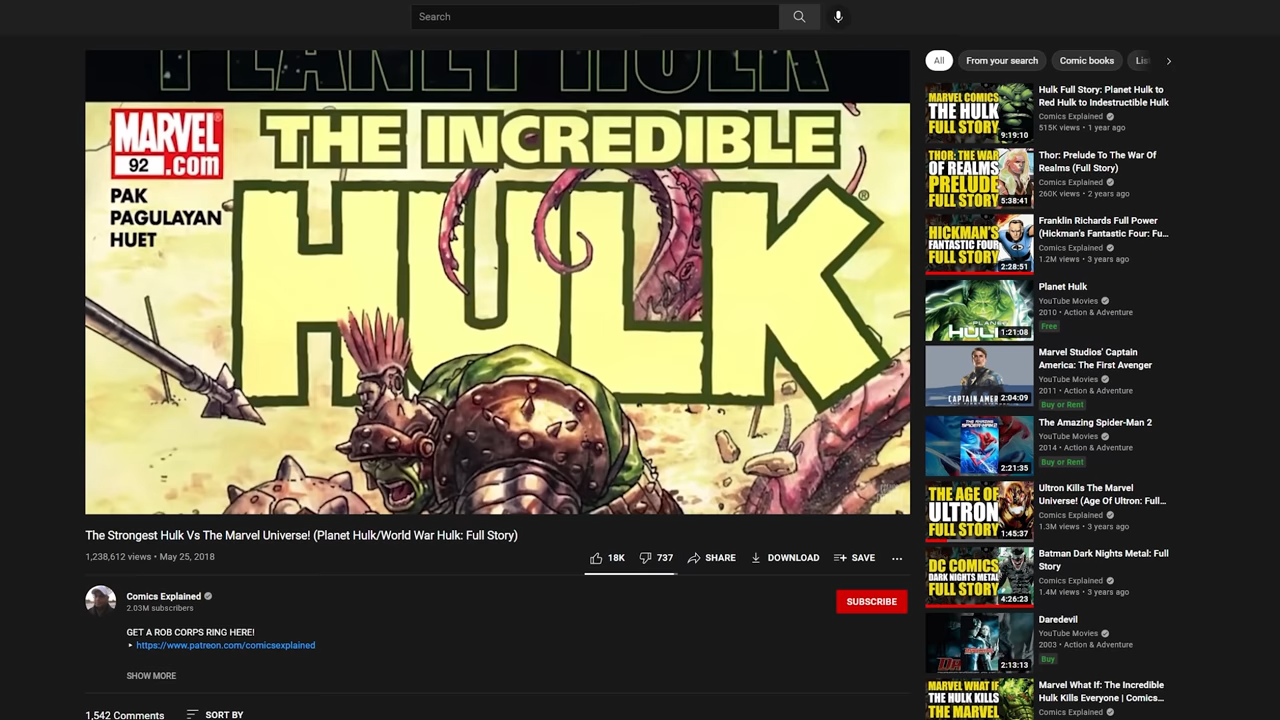 Search
PLANET HULK
MARVEL
92 .com
PAK
PAGULAYAN
HUET
THE INCREDIBLE
HULK®
The Strongest Hulk Vs The Marvel Universe! (Planet Hulk/World War Hulk: Full Story)
1,238,612 views • May 25, 2018
18K
737
SHARE
DOWNLOAD
SAVE
Comics Explained
2.03M subscribers
SUBSCRIBE
GET A ROB CORPS RING HERE!
‣ https://www.patreon.com/comicsexplained
SHOW MORE
1,542 Comments
SORT BY
All
From your search
Comic books
Lis
MARVEL COMICS
THE HULK
FULL STORY
9:19:10
Hulk Full Story: Planet Hulk to
Red Hulk to Indestructible Hulk
Comics Explained
515K views • 1 year ago
THOR: THE WAR
OF REALMS
PRELUDE
FULL STORY
5:38:41
Thor: Prelude To The War Of
Realms (Full Story)
Comics Explained
260K views • 2 years ago
HICKMAN'S
FANTASTIC FOUR
FULL STORY
2:28:51
Franklin Richards Full Power
(Hickman's Fantastic Four: Fu...
Comics Explained
1.2M views • 3 years ago
PLANET
HUL
1:21:08
Planet Hulk
YouTube Movies
2010 • Action & Adventure
Free
CAPTAIN AMER
2:04:09
Marvel Studios' Captain
America: The First Avenger
YouTube Movies
2011 • Action & Adventure
Buy or Rent
2:21:35
The Amazing Spider-Man 2
YouTube Movies
2014 • Action & Adventure
Buy or Rent
THE AGE OF
ULTRON
FULL STORY
1:45:37
Ultron Kills The Marvel
Universe! (Age Of Ultron: Full...
Comics Explained
1.3M views • 3 years ago
DC COMICS
DARK NIGHTS METAL
FULL STORY
4:26:23
Batman Dark Nights Metal: Full
Story
Comics Explained
1.4M views • 3 years ago
2:13:13
Daredevil
YouTube Movies
2003 • Action & Adventure
Buy
MARVEL WHAT IF
THE HULK KILLS
THE MARVEL
Marvel What If: The Incredible
Hulk Kills Everyone | Comics...
Comics Explained